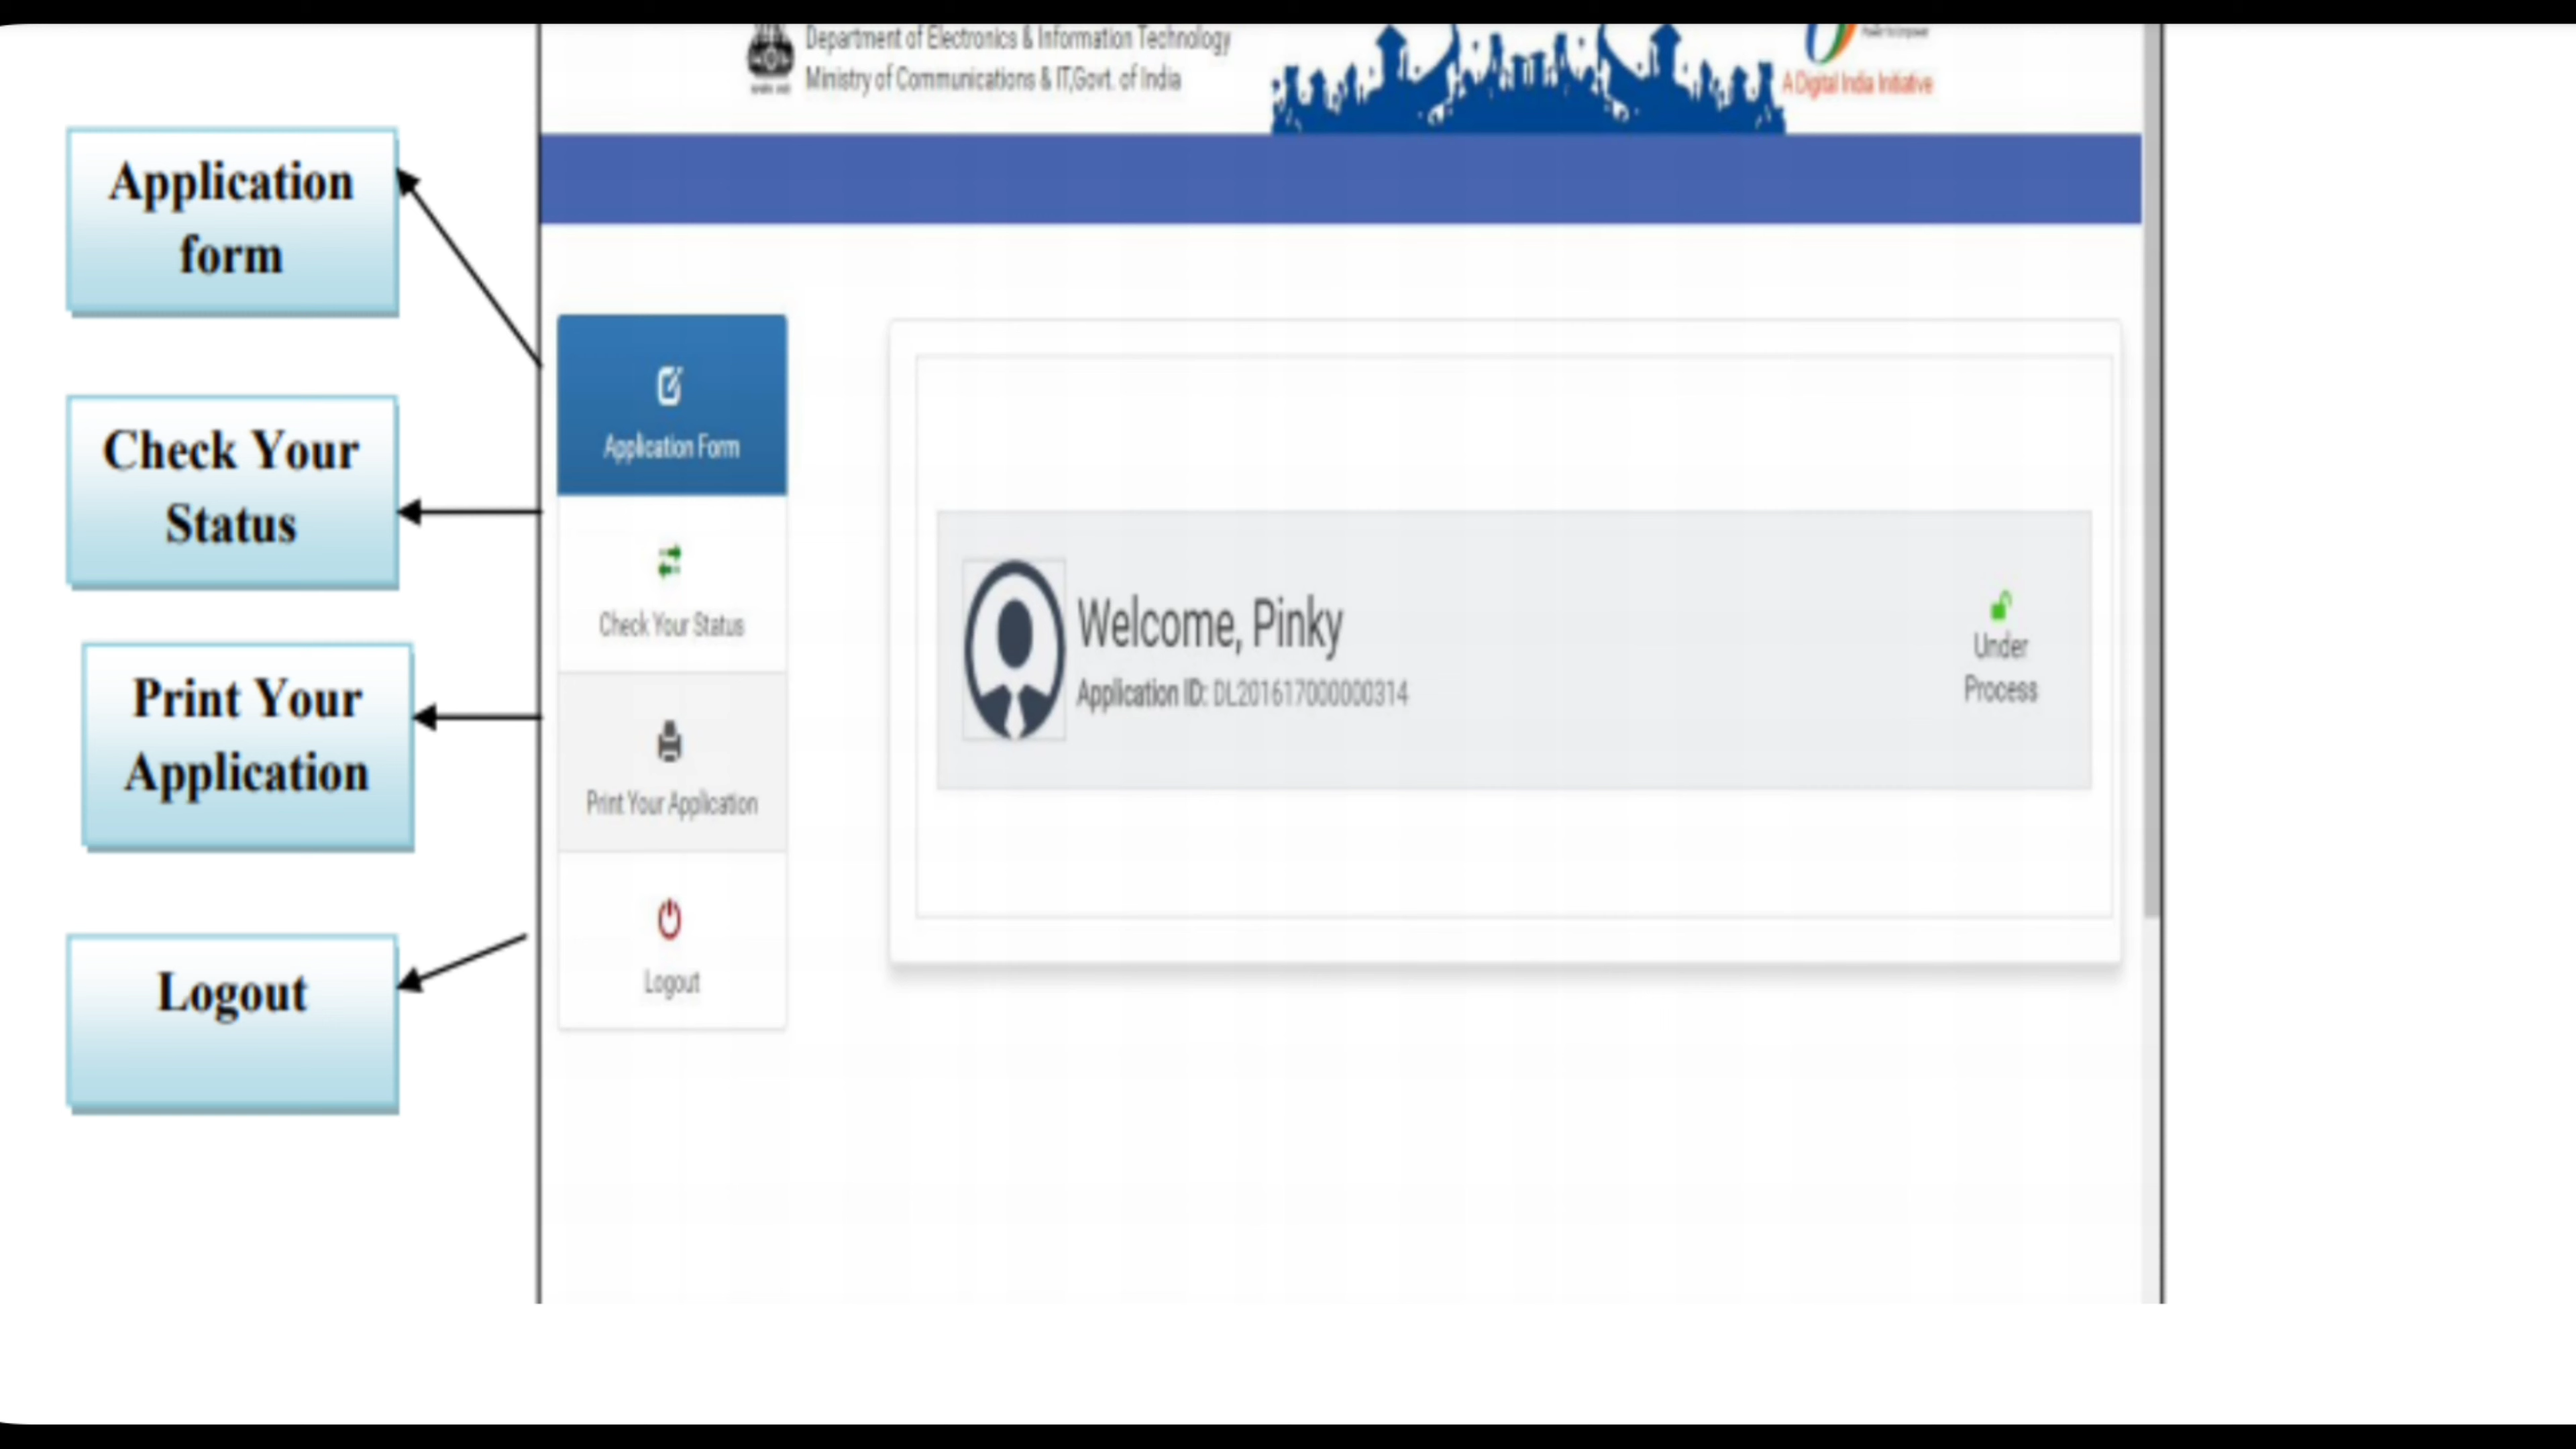 Department of Electronics & Information Technology
Ministry of Communications & IT,Govt. of India
A Digital India Initiative
Application
form
Check Your
Status
Print Your
Application
Logout
Application Form
Check Your Status
Print Your Application
Logout
Welcome, Pinky
Application ID: DL201617000000314
Under
Process